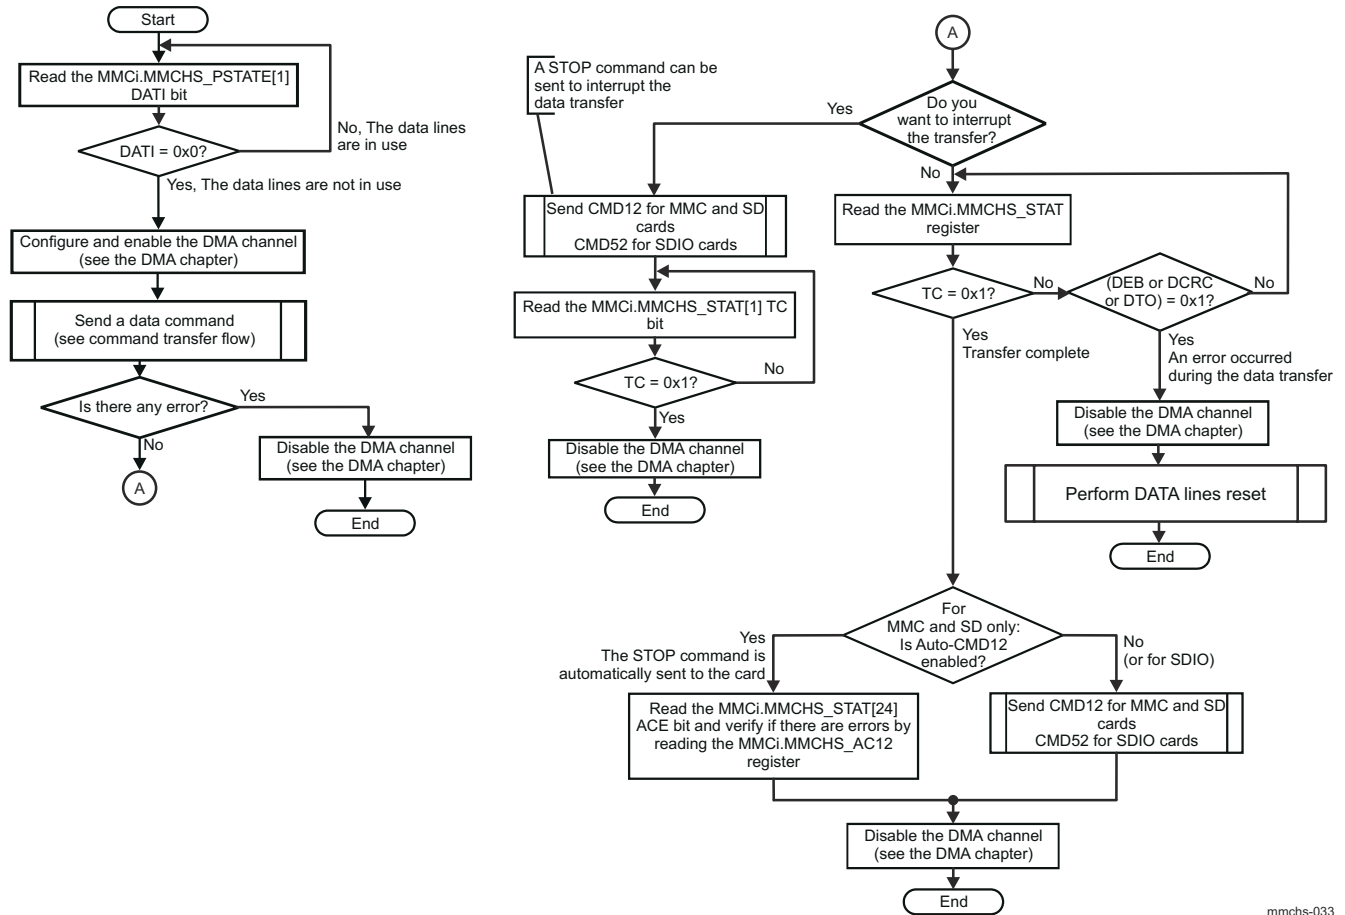 Start
Read the MMCi.MMCHS_PSTATE[1]
DATI bit
No, The data lines
are in use
DATI = 0x0?
Yes, The data lines are not in use
Configure and enable the DMA channel
(see the DMA chapter)
Send a data command
(see command transfer flow)
Is there any error?
Yes
No
A
Disable the DMA channel
(see the DMA chapter)
End
A STOP command can be
sent to interrupt the
data transfer
A
Do you
want to interrupt
the transfer?
Yes
No
Send CMD12 for MMC and SD
cards
CMD52 for SDIO cards
Read the MMCi.MMCHS_STAT[1] TC
bit
TC = 0x1?
No
Yes
Disable the DMA channel
(see the DMA chapter)
End
Read the MMCi.MMCHS_STAT
register
TC = 0x1?
No
(DEB or DCRC
or DTO) = 0x1?
No
Yes
Transfer complete
Yes
An error occurred
during the data transfer
Disable the DMA channel
(see the DMA chapter)
Perform DATA lines reset
End
For
MMC and SD only:
Is Auto-CMD12
enabled?
Yes
The STOP command is
automatically sent to the card
No
(or for SDIO)
Read the MMCi.MMCHS_STAT[24]
ACE bit and verify if there are errors by
reading the MMCi.MMCHS_AC12
register
Send CMD12 for MMC and SD
cards
CMD52 for SDIO cards
Disable the DMA channel
(see the DMA chapter)
End
mmchs-033